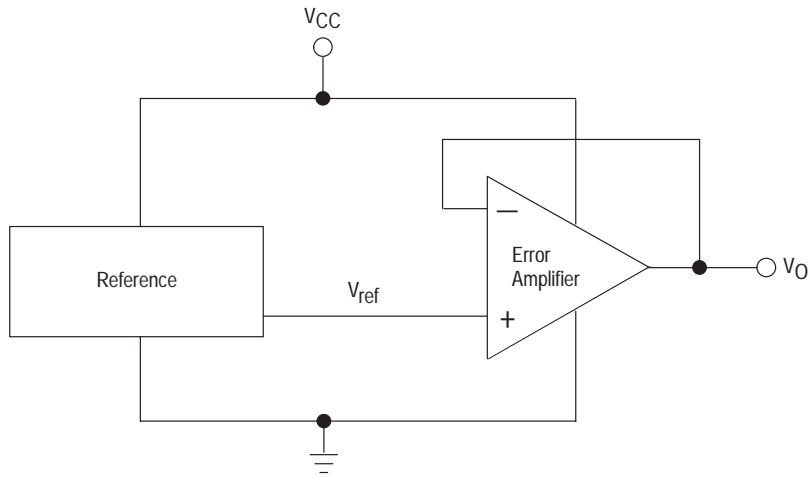 VCC
Reference
Vref
−
Error
Amplifier
+
VO